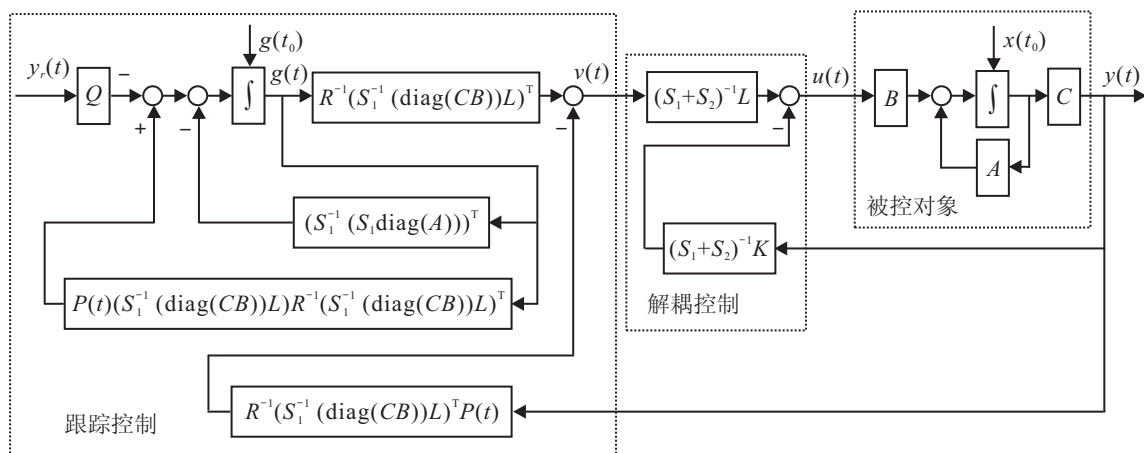 y_r(t)
Q
−
+
−
g(t₀)
∫
g(t)
R⁻¹(S₁⁻¹ (diag(CB))L)ᵀ
−
v(t)
(S₁+S₂)⁻¹L
−
u(t)
B
x(t₀)
∫
C
y(t)
A
被控对象
(S₁⁻¹ (S₁diag(A)))ᵀ
(S₁+S₂)⁻¹K
解耦控制
P(t)(S₁⁻¹ (diag(CB))L)R⁻¹(S₁⁻¹ (diag(CB))L)ᵀ
R⁻¹(S₁⁻¹ (diag(CB))L)ᵀP(t)
跟踪控制